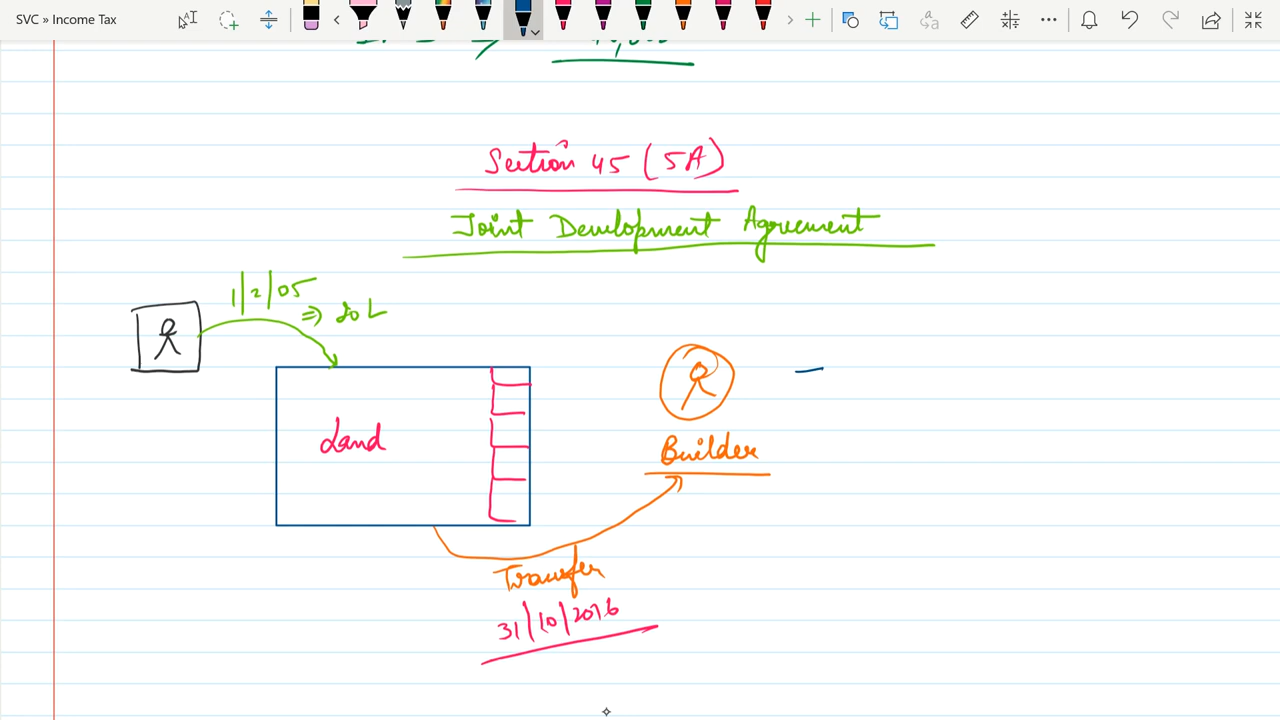 SVC » Income Tax
Section 45 (5A)
Joint Development Agreement
1/2/05
⇒ 20 L
Land
Builder
Transfer
31/10/2016